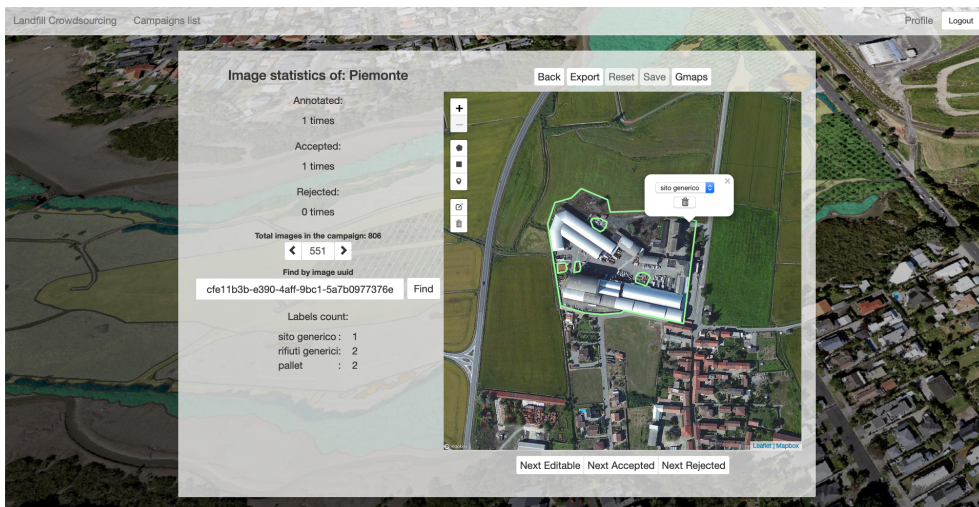 Landfill Crowdsourcing Campaigns list Profile Logout
Image statistics of: Piemonte
Back Export Reset Save Gmaps
Annotated:
1 times
Accepted:
1 times
Rejected:
0 times
Total images in the campaign: 806
551
Find by image uuid
cfe11b3b-e390-4aff-9bc1-5a7b0977376e Find
Labels count:
sito generico : 1
rifiuti generici: 2
pallet : 2
+
−
sito generico
×
Leaflet | Mapbox
Next Editable Next Accepted Next Rejected